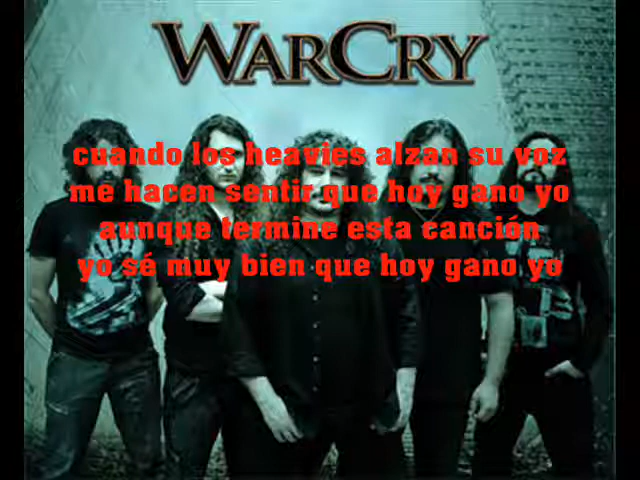 WARCRY
cuando los heavies alzan su voz
me hacen sentir que hoy gano yo
aunque termine esta canción
yo sé muy bien que hoy gano yo